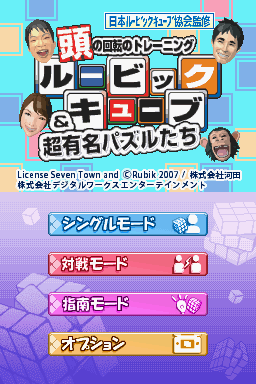 日本ルービックキューブ協会監修
頭の回転のトレーニング
ルービック
&キューブ
超有名パズルたち
License Seven Town and ©Rubik 2007 / 株式会社河田
株式会社デジタルワークスエンターテインメント
シングルモード
対戦モード
指南モード
オプション